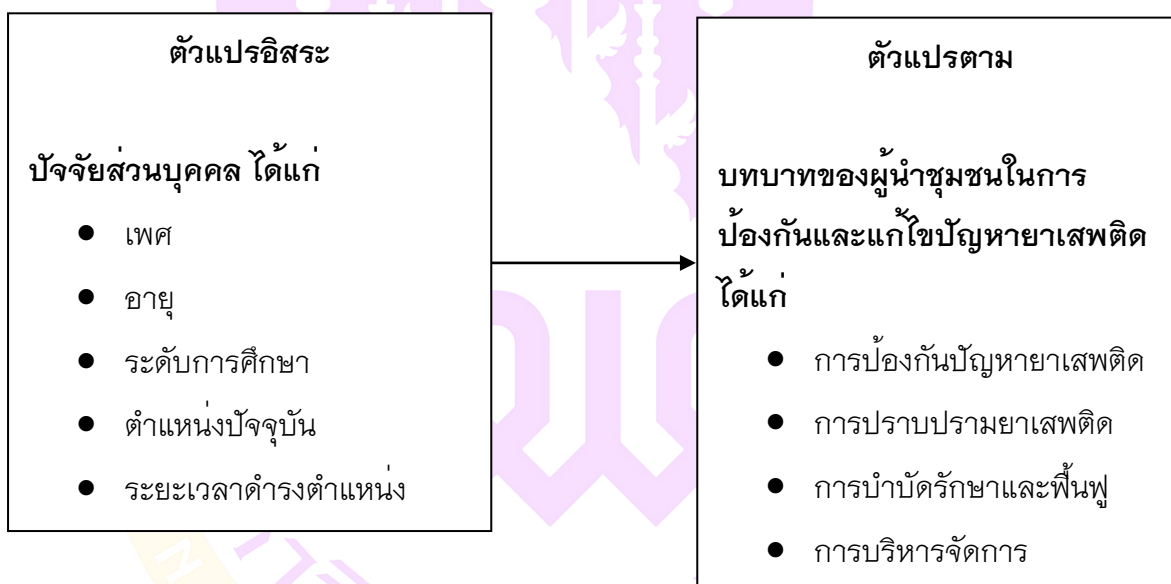 ตัวแปรอิสระ
ปัจจัยส่วนบุคคล ได้แก่
● เพศ
● อายุ
● ระดับการศึกษา
● ตำแหน่งปัจจุบัน
● ระยะเวลาดำรงตำแหน่ง
ตัวแปรตาม
บทบาทของผู้นำชุมชนในการ
ป้องกันและแก้ไขปัญหายาเสพติด
ได้แก่
● การป้องกันปัญหายาเสพติด
● การปราบปรามยาเสพติด
● การบำบัดรักษาและฟื้นฟู
● การบริหารจัดการ